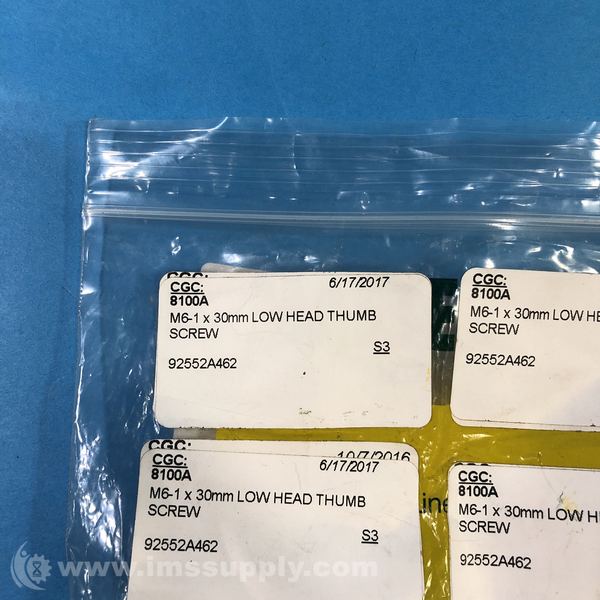 CGC:
CGC:
6/17/2017
8100A
M6-1 x 30mm LOW HEAD THUMB
SCREW
S3
92552A462
CGC:
8100A
M6-1 x 30mm LOW
SCREW
92552A462
CGC:
10/7/2016
CGC:
6/17/2017
8100A
M6-1 x 30mm LOW HEAD THUMB
SCREW
S3
92552A462
CGC:
8100A
M6-1 x 30mm LOW
SCREW
92552A462
www.imssupply.com